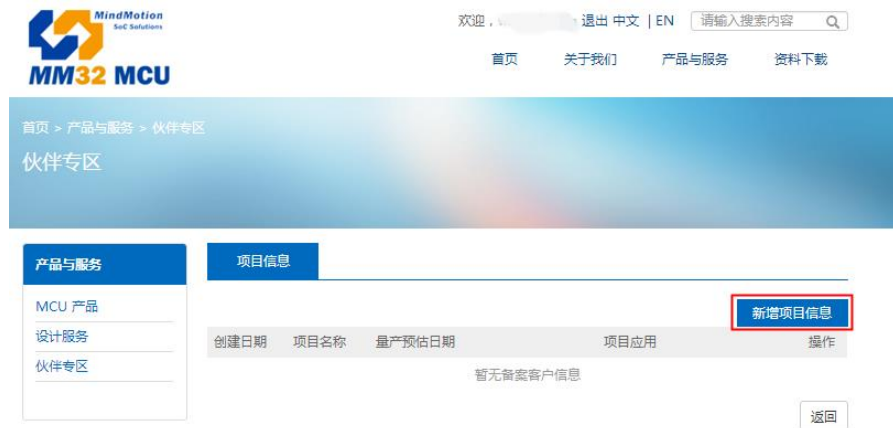 MindMotion
SoC Solutions
MM32 MCU
欢迎， 退出 中文 | EN 请输入搜索内容
首页 关于我们 产品与服务 资料下载
首页 > 产品与服务 > 伙伴专区
伙伴专区
产品与服务
MCU 产品
设计服务
伙伴专区
项目信息
新增项目信息
创建日期 项目名称 量产预估日期 项目应用 操作
暂无备案客户信息
返回